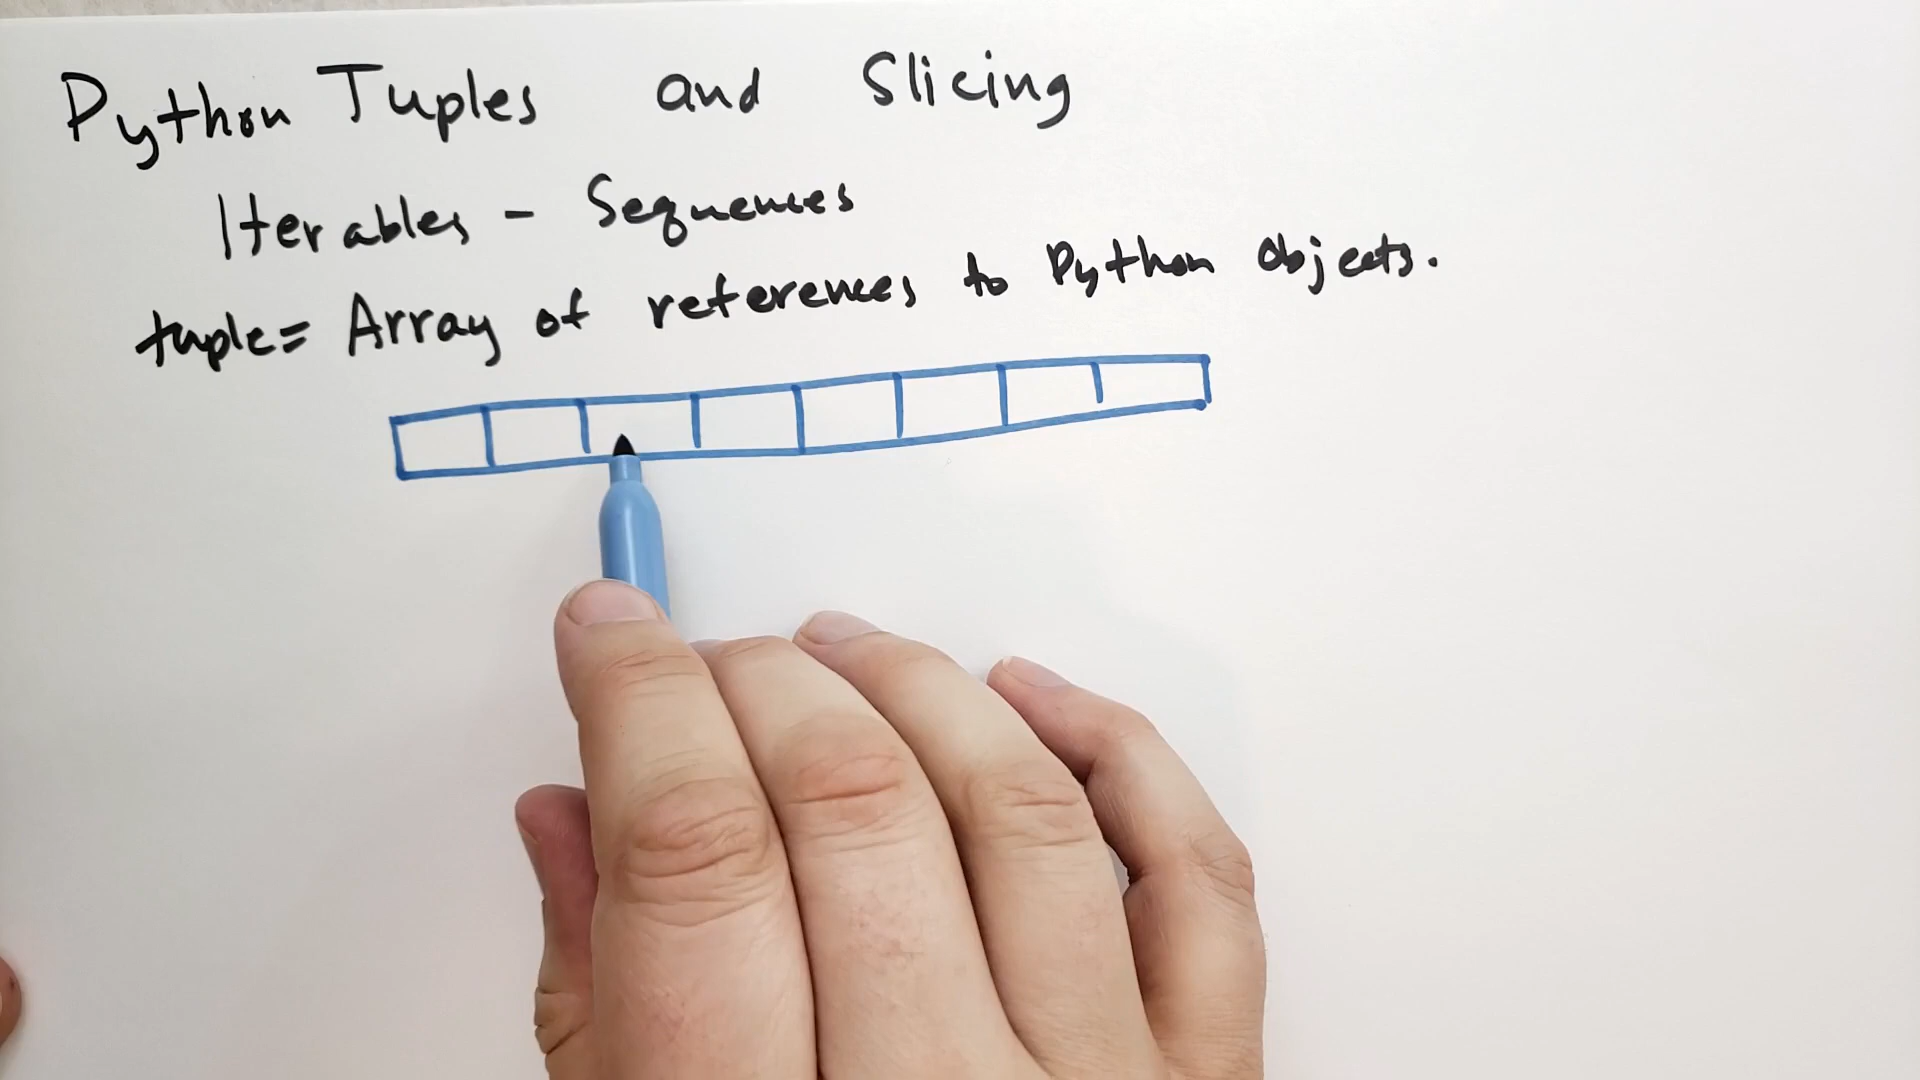 Python Tuples and Slicing
Iterables - Sequences
tuple= Array of references to Python objects.